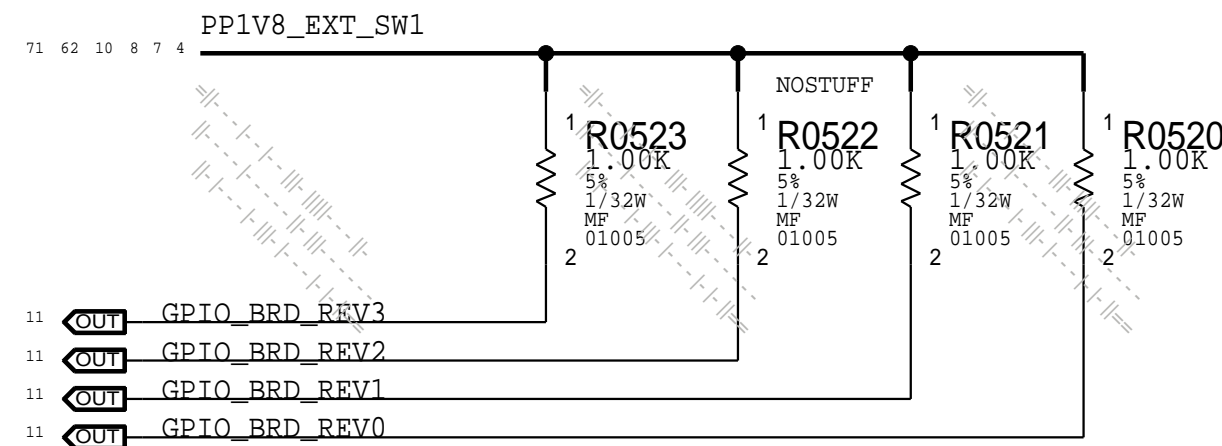 PP1V8_EXT_SW1
71 62 10 8 7 4
NOSTUFF
1 R0523 1 R0522 1 R0521 1 R0520
1.00K 1.00K 1.00K 1.00K
5% 5% 5% 5%
1/32W 1/32W 1/32W 1/32W
MF MF MF MF
01005 01005 01005 01005
2 2 2 2
11 OUT GPIO_BRD_REV3
11 OUT GPIO_BRD_REV2
11 OUT GPIO_BRD_REV1
11 OUT GPIO_BRD_REV0